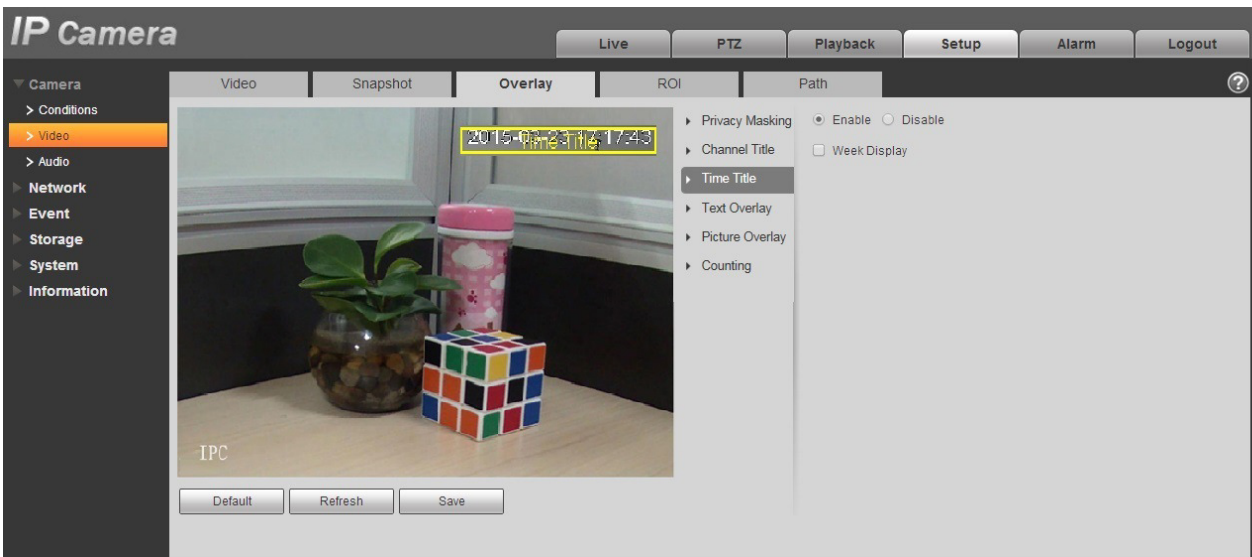 IP Camera
Live PTZ Playback Setup Alarm Logout
Camera
> Conditions
> Video
> Audio
Network
Event
Storage
System
Information
Video Snapshot Overlay ROI Path
Time Title
IPC
Default Refresh Save
Privacy Masking
Channel Title
Time Title
Text Overlay
Picture Overlay
Counting
Enable Disable
Week Display